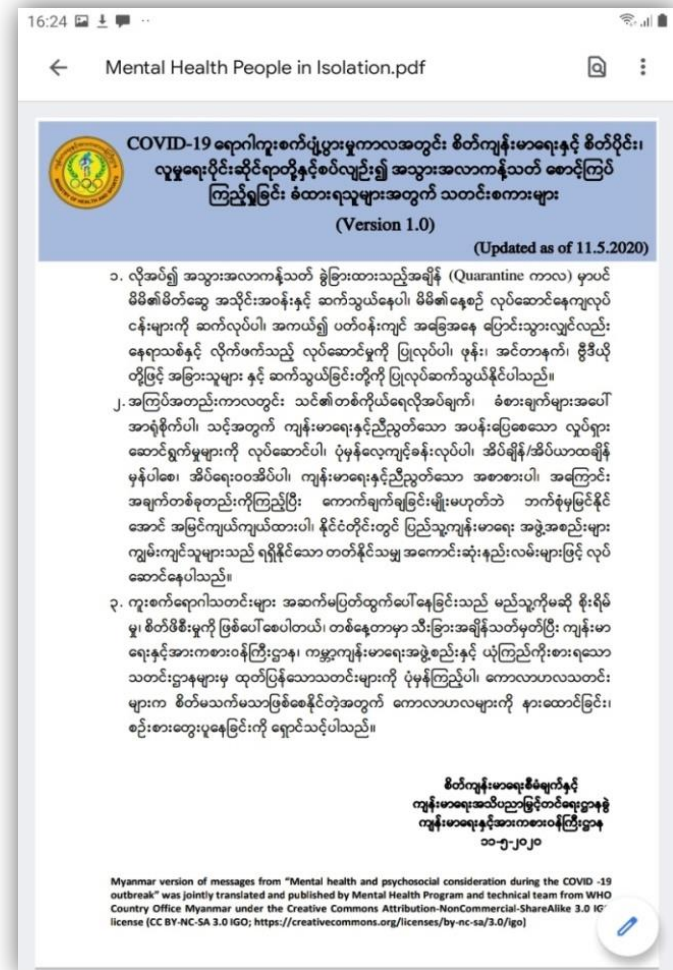 16:24
Mental Health People in Isolation.pdf
COVID-19 ရောဂါကူးစက်ပျံ့ပွားမှုကာလအတွင်း စိတ်ကျန်းမာရေးနှင့် စိတ်ပိုင်း၊
လူမှုရေးပိုင်းဆိုင်ရာတို့နှင့်စပ်လျဉ်း၍ အသွားအလာကန့်သတ် စောင့်ကြပ်
ကြည့်ရှုခြင်း ခံထားရသူများအတွက် သတင်းစကားများ
(Version 1.0)
(Updated as of 11.5.2020)
၁. လိုအပ်၍ အသွားအလာကန့်သတ် ခွဲခြားထားသည့်အချိန် (Quarantine ကာလ) မှာပင်
မိမိ၏မိတ်ဆွေ အသိုင်းအဝန်းနှင့် ဆက်သွယ်နေပါ၊ မိမိ၏နေ့စဉ် လုပ်ဆောင်နေကျလုပ်
ငန်းများကို ဆက်လုပ်ပါ၊ အကယ်၍ ပတ်ဝန်းကျင် အခြေအနေ ပြောင်းသွားလျှင်လည်း
နေရာသစ်နှင့် လိုက်ဖက်သည့် လုပ်ဆောင်မှုကို ပြုလုပ်ပါ၊ ဖုန်း၊ အင်တာနက်၊ ဗွီဒီယို
တို့ဖြင့် အခြားသူများ နှင့် ဆက်သွယ်ခြင်းတို့ကို ပြုလုပ်ဆက်သွယ်နိုင်ပါသည်။
၂. အကြပ်အတည်းကာလတွင်း သင်၏တစ်ကိုယ်ရေလိုအပ်ချက်၊ ခံစားချက်များအပေါ်
အာရုံစိုက်ပါ၊ သင့်အတွက် ကျန်းမာရေးနှင့်ညီညွတ်သော အပန်းပြေစေသော လှုပ်ရှား
ဆောင်ရွက်မှုများကို လုပ်ဆောင်ပါ၊ ပုံမှန်လေ့ကျင့်ခန်းလုပ်ပါ၊ အိပ်ချိန်/အိပ်ယာထချိန်
မှန်ပါစေ၊ အိပ်ရေးဝဝအိပ်ပါ၊ ကျန်းမာရေးနှင့်ညီညွတ်သော အစာစားပါ၊ အကြောင်း
အချက်တစ်ခုတည်းကိုကြည့်ပြီး ကောက်ချက်ချခြင်းမျိုးမဟုတ်ဘဲ ဘက်စုံမှမြင်နိုင်
အောင် အမြင်ကျယ်ကျယ်ထားပါ၊ နိုင်ငံတိုင်းတွင် ပြည်သူ့ကျန်းမာရေး အဖွဲ့အစည်းများ
ကျွမ်းကျင်သူများသည် ရရှိနိုင်သော တတ်နိုင်သမျှ အကောင်းဆုံးနည်းလမ်းများဖြင့် လုပ်
ဆောင်နေပါသည်။
၃. ကူးစက်ရောဂါသတင်းများ အဆက်မပြတ်ထွက်ပေါ်နေခြင်းသည် မည်သူ့ကိုမဆို စိုးရိမ်
မှု၊ စိတ်ဖိစီးမှုကို ဖြစ်ပေါ်စေပါတယ်၊ တစ်နေ့တာမှာ သီးခြားအချိန်သတ်မှတ်ပြီး ကျန်းမာ
ရေးနှင့်အားကစားဝန်ကြီးဌာန၊ ကမ္ဘာ့ကျန်းမာရေးအဖွဲ့စည်းနှင့် ယုံကြည်ကိုးစားရသော
သတင်းဌာနများမှ ထုတ်ပြန်သောသတင်းများကို ပုံမှန်ကြည့်ပါ၊ ကောလာဟလသတင်း
များက စိတ်မသက်မသာဖြစ်စေနိုင်တဲ့အတွက် ကောလာဟလများကို နားထောင်ခြင်း၊
စဉ်းစားတွေးပူနေခြင်းကို ရှောင်သင့်ပါသည်။
စိတ်ကျန်းမာရေးစီမံချက်နှင့်
ကျန်းမာရေးအသိပညာမြှင့်တင်ရေးဌာနခွဲ
ကျန်းမာရေးနှင့်အားကစားဝန်ကြီးဌာန
၁၁-၅-၂၀၂၀
Myanmar version of messages from "Mental health and psychosocial consideration during the COVID -19
outbreak" was jointly translated and published by Mental Health Program and technical team from WHO
Country Office Myanmar under the Creative Commons Attribution-NonCommercial-ShareAlike 3.0 IGO
license (CC BY-NC-SA 3.0 IGO; https://creativecommons.org/licenses/by-nc-sa/3.0/igo)